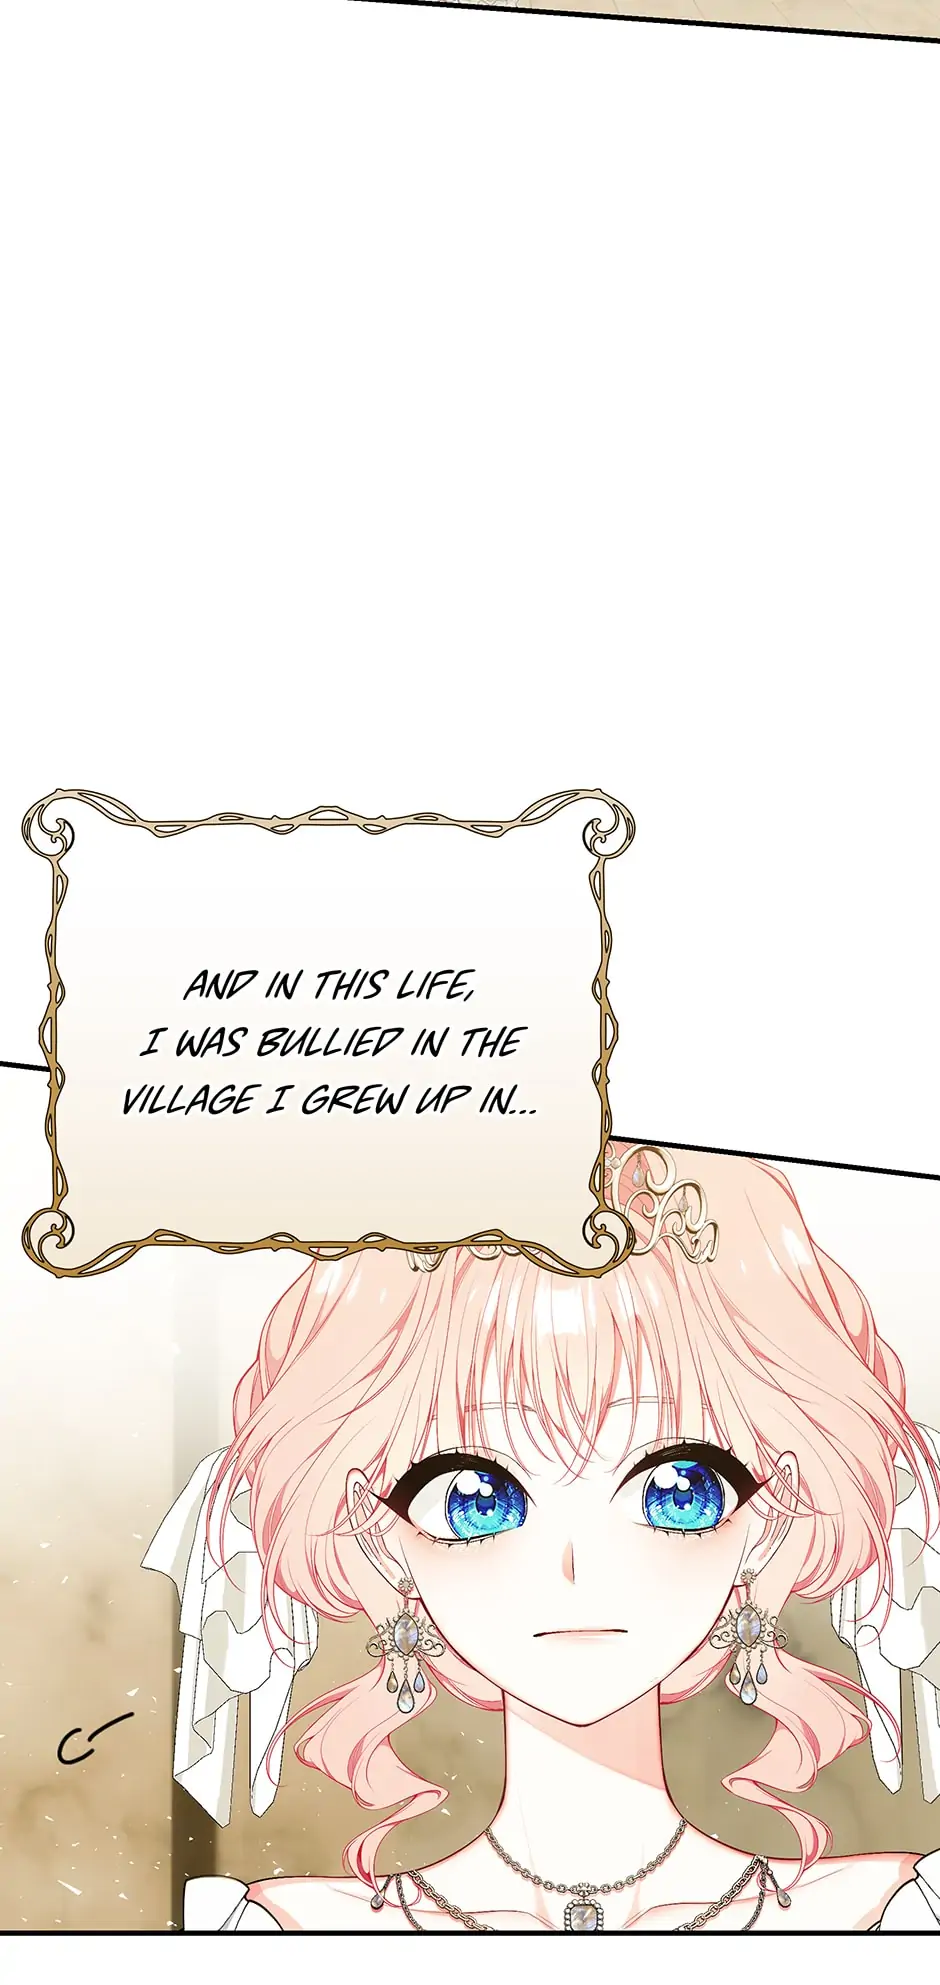 AND IN THIS LIFE,
I WAS BULLIED IN THE
VILLAGE I GREW UP IN...